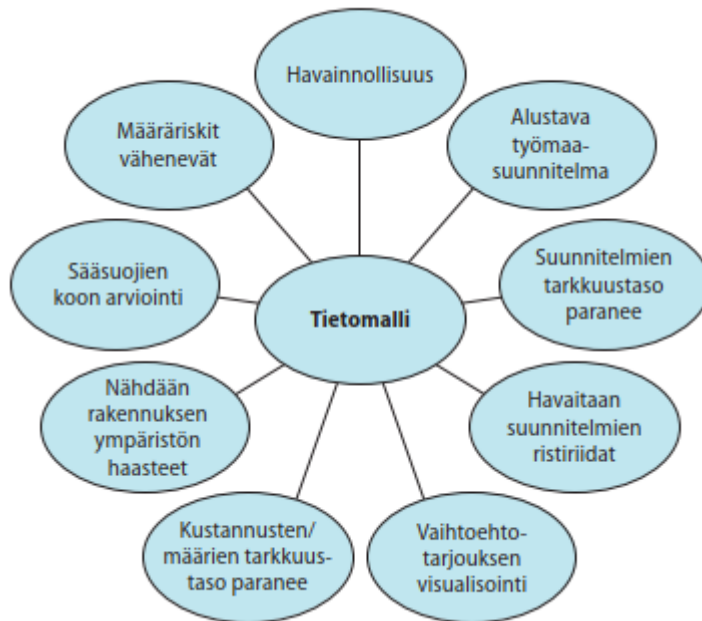 Havainnollisuus
Alustava
työmaa-
suunnitelma
Suunnitelmien
tarkkuustaso
paranee
Havaitaan
suunnitelmien
ristiriidat
Vaihtoehto-
tarjouksen
visualisointi
Kustannusten/
määrien tarkkuus-
taso paranee
Nähdään
rakennuksen
ympäristön
haasteet
Sääsuojien
koon arviointi
Määräriskit
vähenevät
Tietomalli